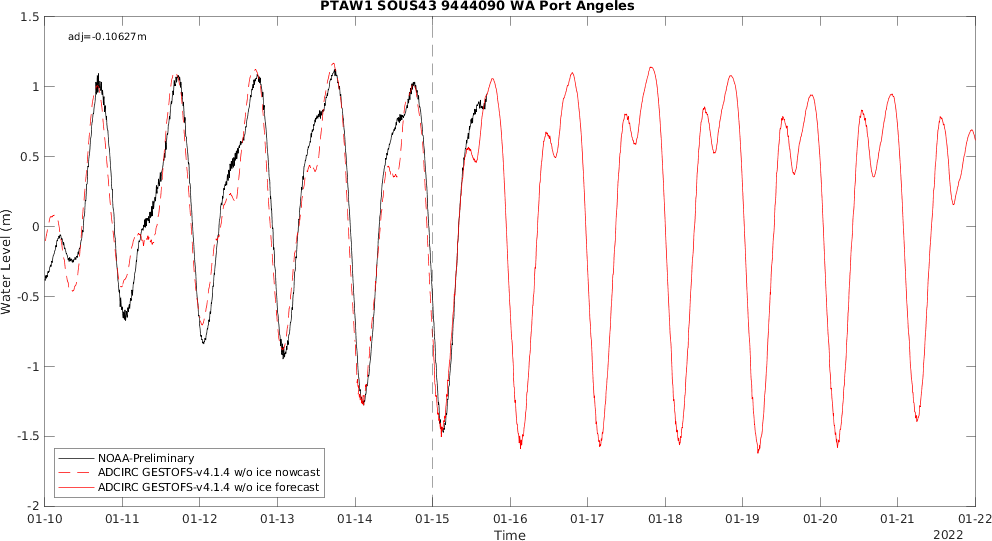 PTAW1 SOUS43 9444090 WA Port Angeles
adj=-0.10627m
1.5
1
0.5
0
-0.5
-1
-1.5
-2
Water Level (m)
NOAA-Preliminary
ADCIRC GESTOFS-v4.1.4 w/o ice nowcast
ADCIRC GESTOFS-v4.1.4 w/o ice forecast
01-10 01-11 01-12 01-13 01-14 01-15 01-16 01-17 01-18 01-19 01-20 01-21 01-22
Time
2022